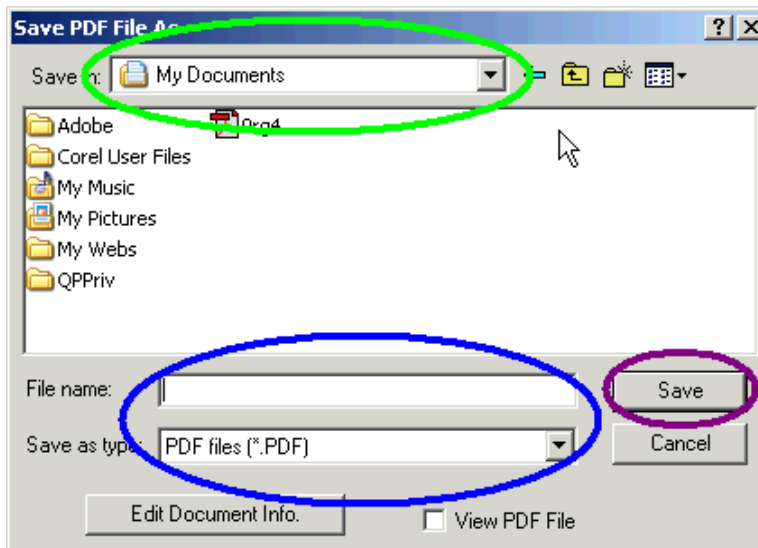 Save PDF File As
? X
Save in: My Documents
Adobe
Org4
Corel User Files
My Music
My Pictures
My Webs
QPPriv
File name:
Save
Save as type: PDF files (*.PDF)
Cancel
Edit Document Info.
View PDF File